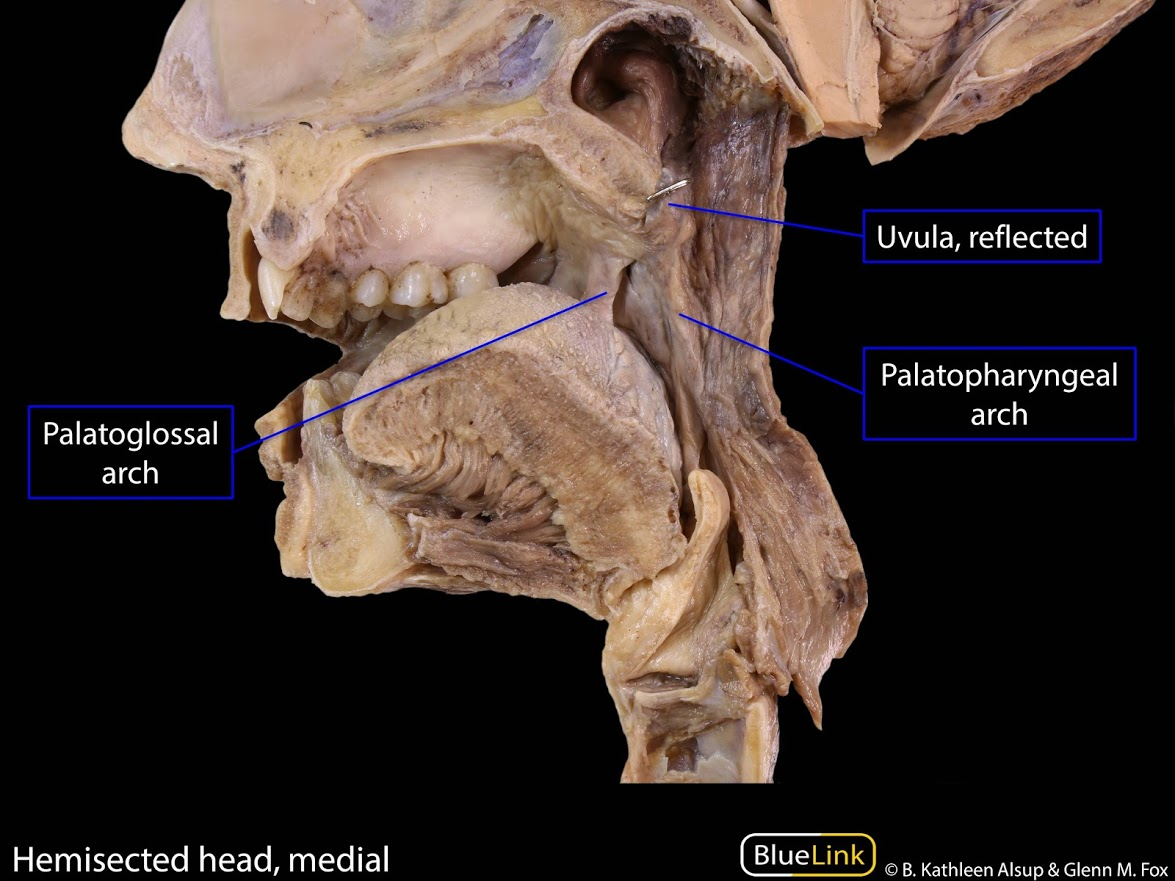 Uvula, reflected
Palatopharyngeal
arch
Palatoglossal
arch
Hemisected head, medial
BlueLink
© B. Kathleen Alsup & Glenn M. Fox